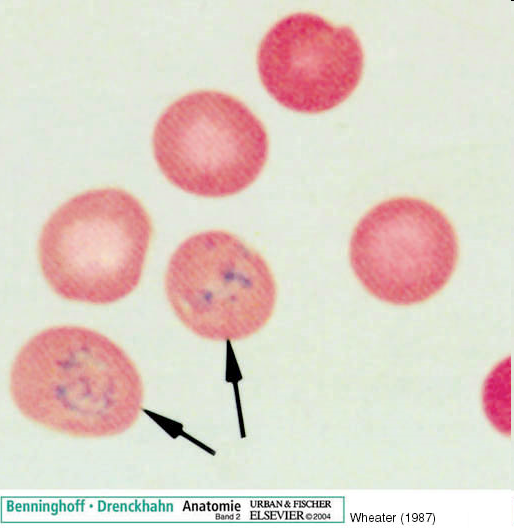 Benninghoff · Drenckhahn Anatomie Band 2 URBAN & FISCHER
ELSEVIER ©2004
Wheater (1987)